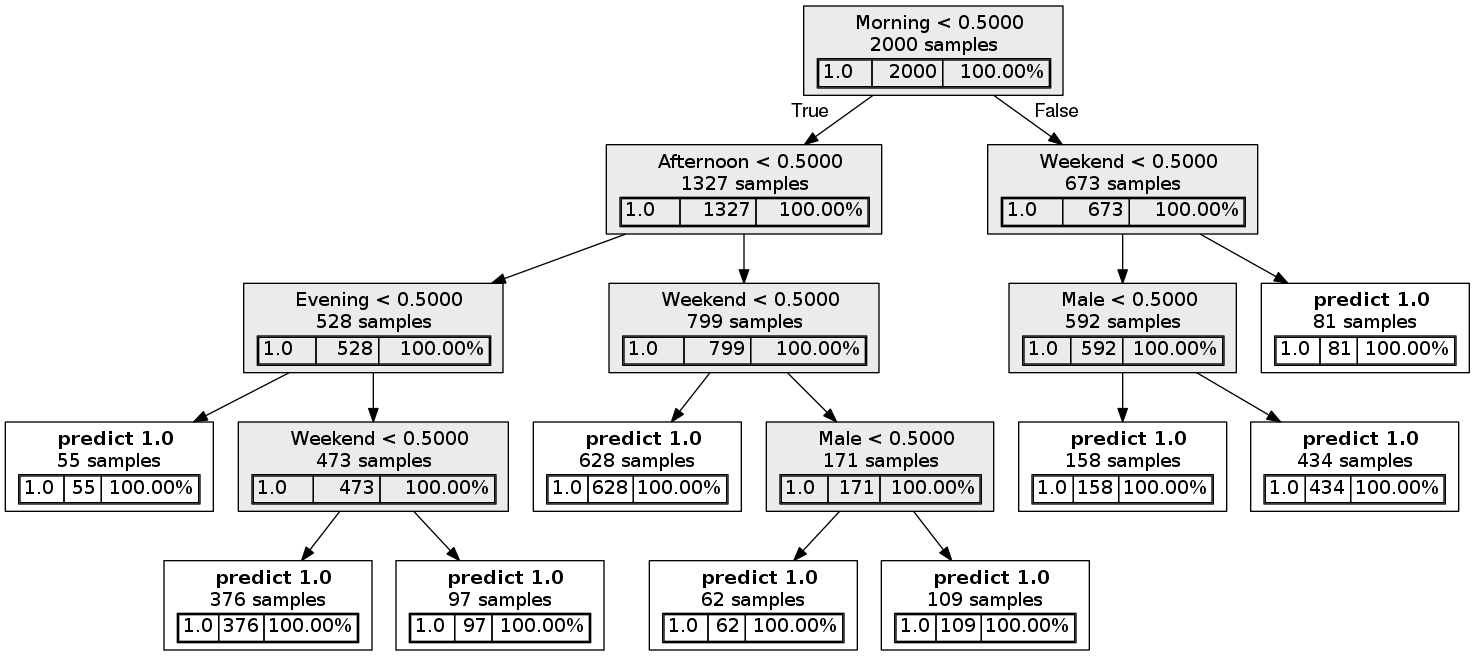 Morning < 0.5000
2000 samples
1.0 2000 100.00%
True
False
Afternoon < 0.5000
1327 samples
1.0 1327 100.00%
Weekend < 0.5000
673 samples
1.0 673 100.00%
Evening < 0.5000
528 samples
1.0 528 100.00%
Weekend < 0.5000
799 samples
1.0 799 100.00%
Male < 0.5000
592 samples
1.0 592 100.00%
predict 1.0
81 samples
1.0 81 100.00%
predict 1.0
55 samples
1.0 55 100.00%
Weekend < 0.5000
473 samples
1.0 473 100.00%
predict 1.0
628 samples
1.0 628 100.00%
Male < 0.5000
171 samples
1.0 171 100.00%
predict 1.0
158 samples
1.0 158 100.00%
predict 1.0
434 samples
1.0 434 100.00%
predict 1.0
376 samples
1.0 376 100.00%
predict 1.0
97 samples
1.0 97 100.00%
predict 1.0
62 samples
1.0 62 100.00%
predict 1.0
109 samples
1.0 109 100.00%